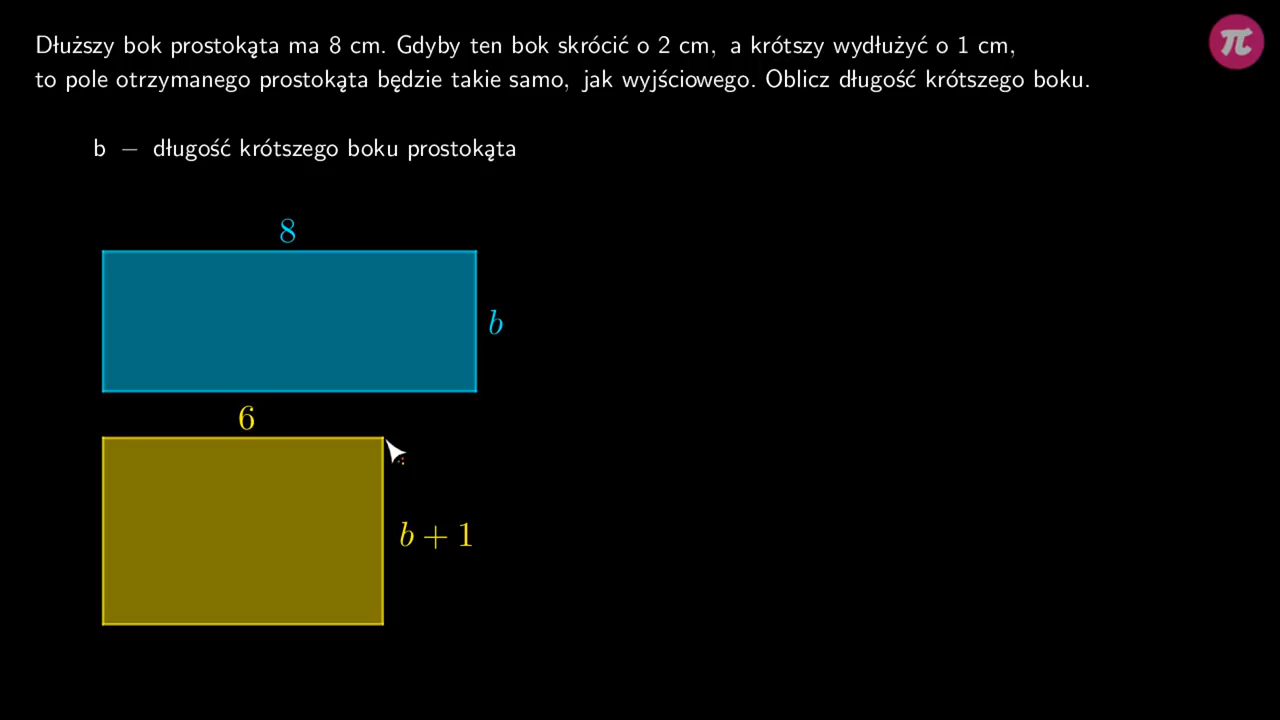 Dłuższy bok prostokąta ma 8 cm. Gdyby ten bok skrócić o 2 cm, a krótszy wydłużyć o 1 cm,
to pole otrzymanego prostokąta będzie takie samo, jak wyjściowego. Oblicz długość krótszego boku.
b – długość krótszego boku prostokąta
8
b
6
b + 1
π